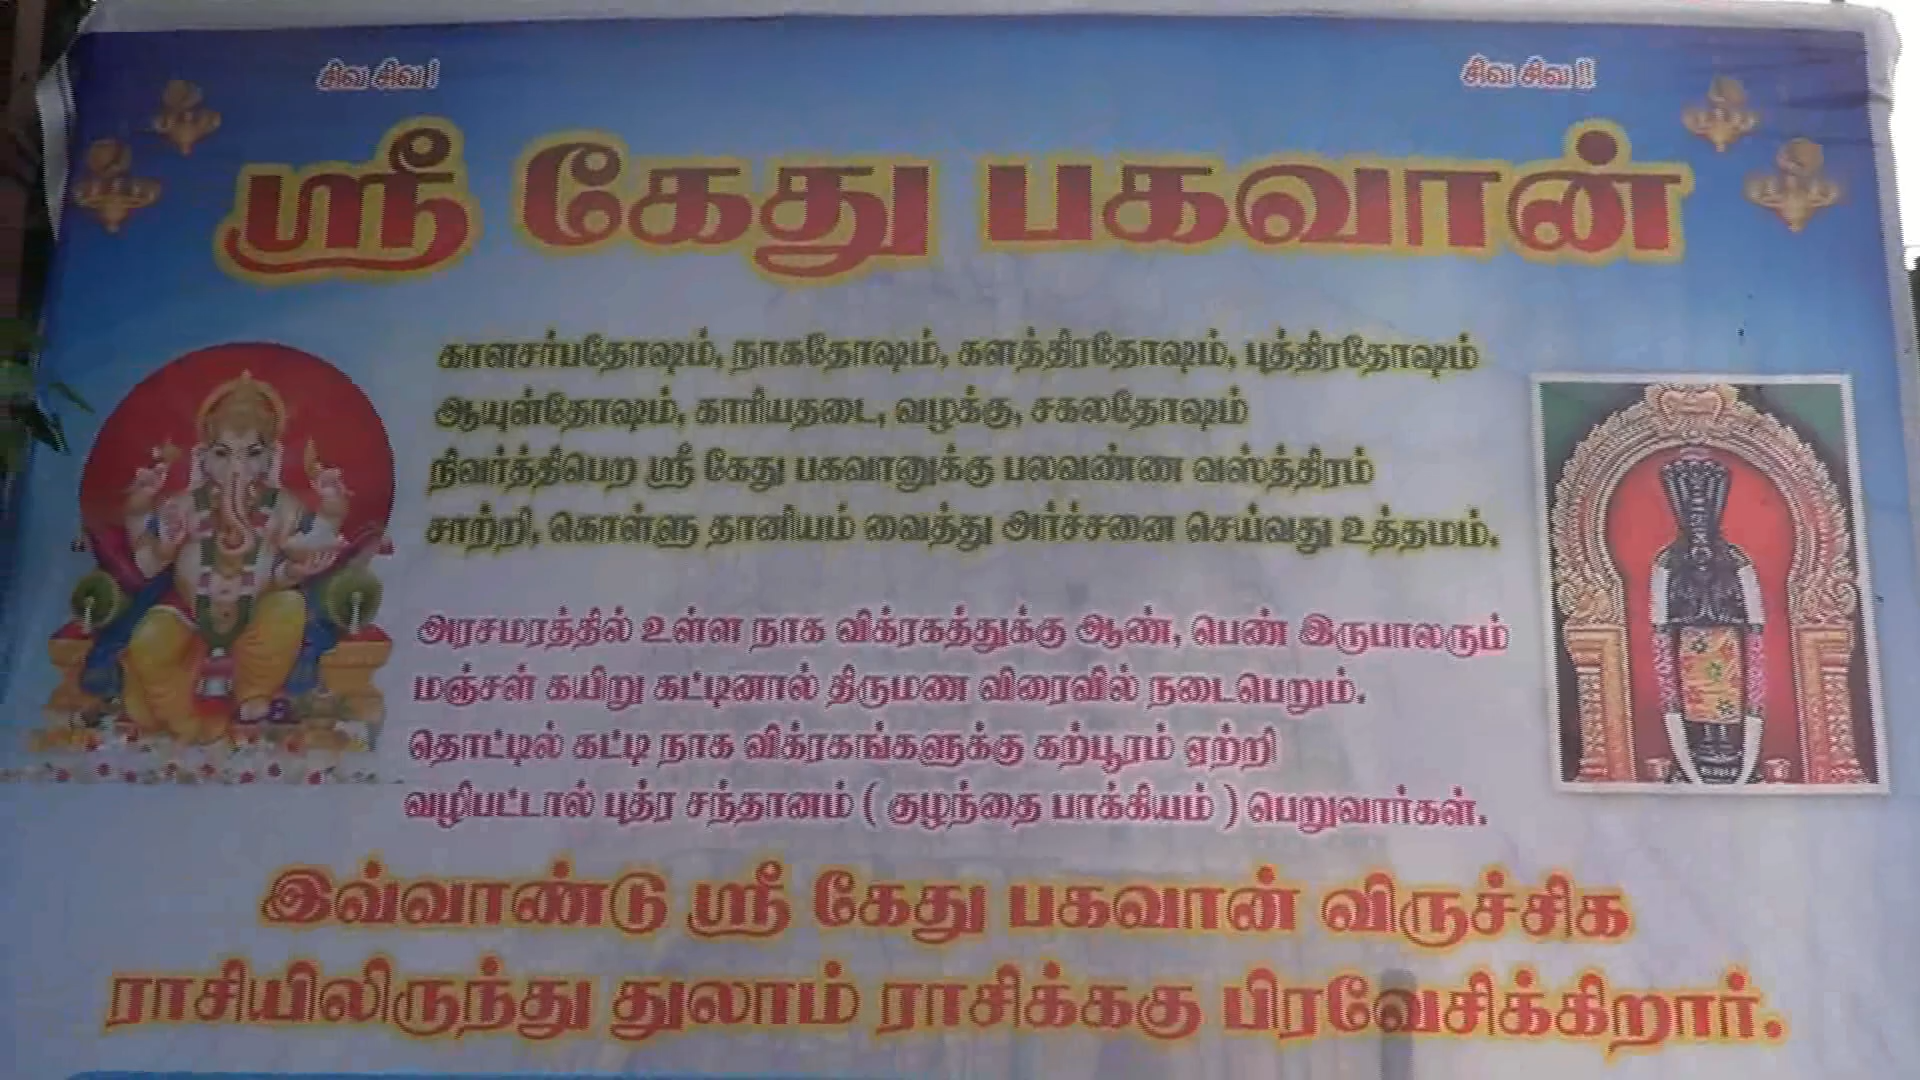 சிவ சிவ !
சிவ சிவ !!
ஸ்ரீ கேது பகவான்
காளசர்பதோஷம், நாகதோஷம், களத்திரதோஷம், புத்திரதோஷம்
ஆயுள்தோஷம், காரியதடை, வழக்கு, சகலதோஷம்
நிவர்த்திபெற ஸ்ரீ கேது பகவானுக்கு பலவண்ண வஸ்த்திரம்
சாற்றி, கொள்ளு தானியம் வைத்து அர்ச்சனை செய்வது உத்தமம்.
அரசமரத்தில் உள்ள நாக விக்ரகத்துக்கு ஆண், பெண் இருபாலரும்
மஞ்சள் கயிறு கட்டினால் திருமண விரைவில் நடைபெறும்.
தொட்டில் கட்டி நாக விக்ரகங்களுக்கு கற்பூரம் ஏற்றி
வழிபட்டால் புத்ர சந்தானம் ( குழந்தை பாக்கியம் ) பெறுவார்கள்.
இவ்வாண்டு ஸ்ரீ கேது பகவான் விருச்சிக
ராசியிலிருந்து துலாம் ராசிக்ககு பிரவேசிக்கிறார்.